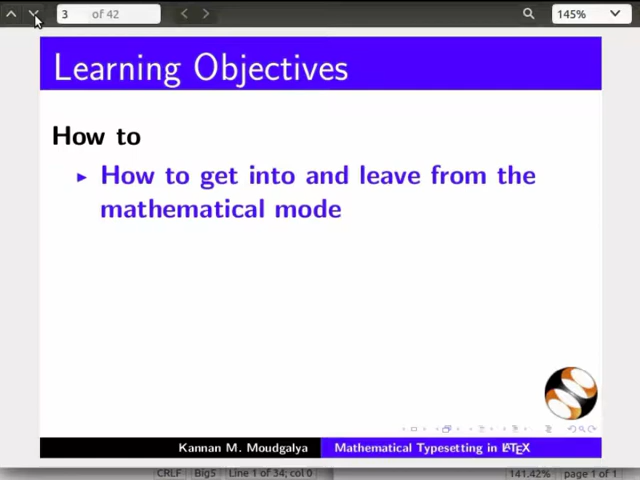 3 of 42
145%
Learning Objectives
How to
How to get into and leave from the
mathematical mode
Kannan M. Moudgalya
Mathematical Typesetting in LATEX
CRLF Big5 Line 1 of 34; col 0
141.42% page 1 of 1